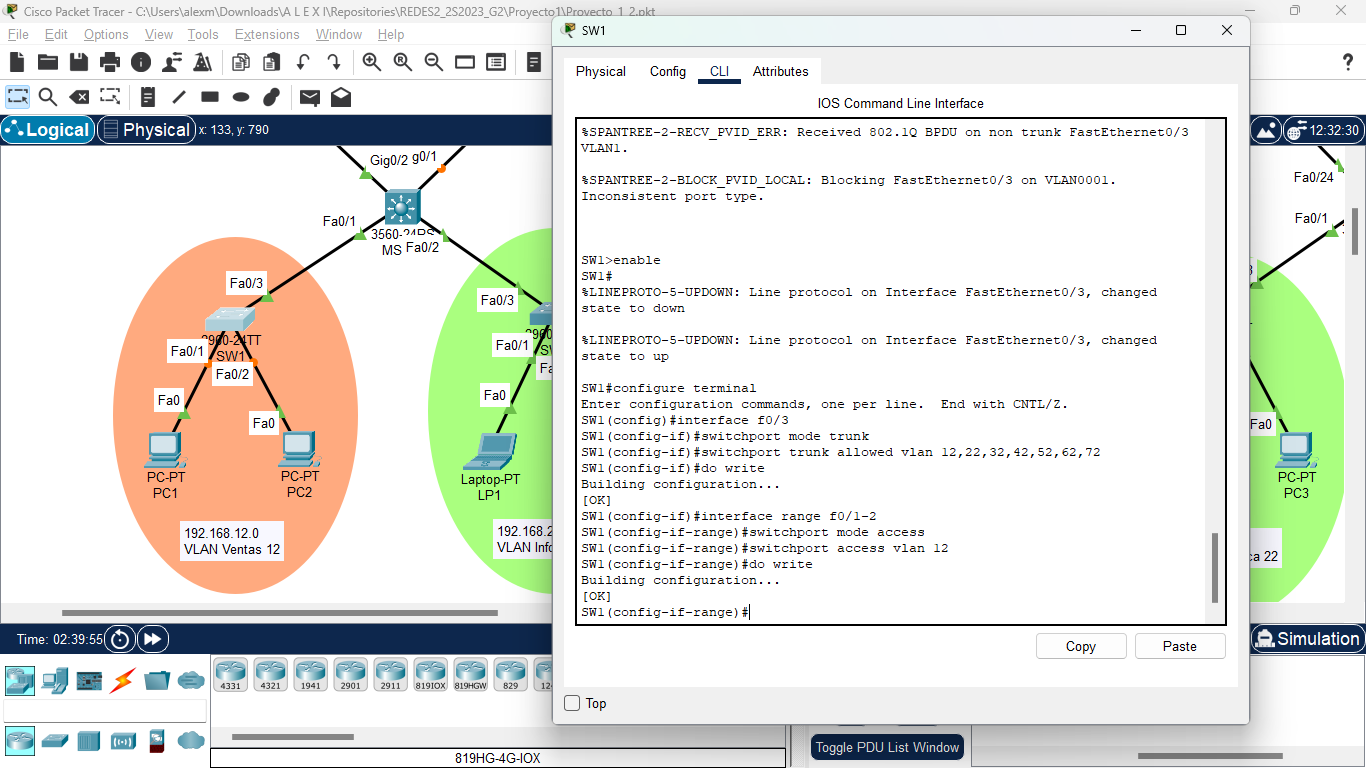 Cisco Packet Tracer - C:\Users\alexm\Downloads\A L E X I\Repositories\REDES2_2S2023_G2\Proyecto1\Proyecto_1_2.pkt
File Edit Options View Tools Extensions Window Help
Logical Physical x: 133, y: 790
12:32:30
Gig0/2 g0/1
Fa0/1
3560-24PS
MS Fa0/2
Fa0/3
2960-24TT
SW1
Fa0/1
Fa0/2
Fa0
Fa0
PC-PT
PC1
PC-PT
PC2
192.168.12.0
VLAN Ventas 12
Fa0/3
2960
Fa0/1
SW
Fa
Fa0
Laptop-PT
LP1
192.168.2
VLAN Info
SW1
Physical Config CLI Attributes
IOS Command Line Interface
%SPANTREE-2-RECV_PVID_ERR: Received 802.1Q BPDU on non trunk FastEthernet0/3
VLAN1.
%SPANTREE-2-BLOCK_PVID_LOCAL: Blocking FastEthernet0/3 on VLAN0001.
Inconsistent port type.
SW1>enable
SW1#
%LINEPROTO-5-UPDOWN: Line protocol on Interface FastEthernet0/3, changed
state to down
%LINEPROTO-5-UPDOWN: Line protocol on Interface FastEthernet0/3, changed
state to up
SW1#configure terminal
Enter configuration commands, one per line.  End with CNTL/Z.
SW1(config)#interface f0/3
SW1(config-if)#switchport mode trunk
SW1(config-if)#switchport trunk allowed vlan 12,22,32,42,52,62,72
SW1(config-if)#do write
Building configuration...
[OK]
SW1(config-if)#interface range f0/1-2
SW1(config-if-range)#switchport mode access
SW1(config-if-range)#switchport access vlan 12
SW1(config-if-range)#do write
Building configuration...
[OK]
SW1(config-if-range)#
Copy Paste
Top
Fa0/24
Fa0/1
Fa0
PC-PT
PC3
ca 22
Time: 02:39:55
Simulation
4331 4321 1941 2901 2911 819IOX 819HGW 829 124
819HG-4G-IOX
Toggle PDU List Window